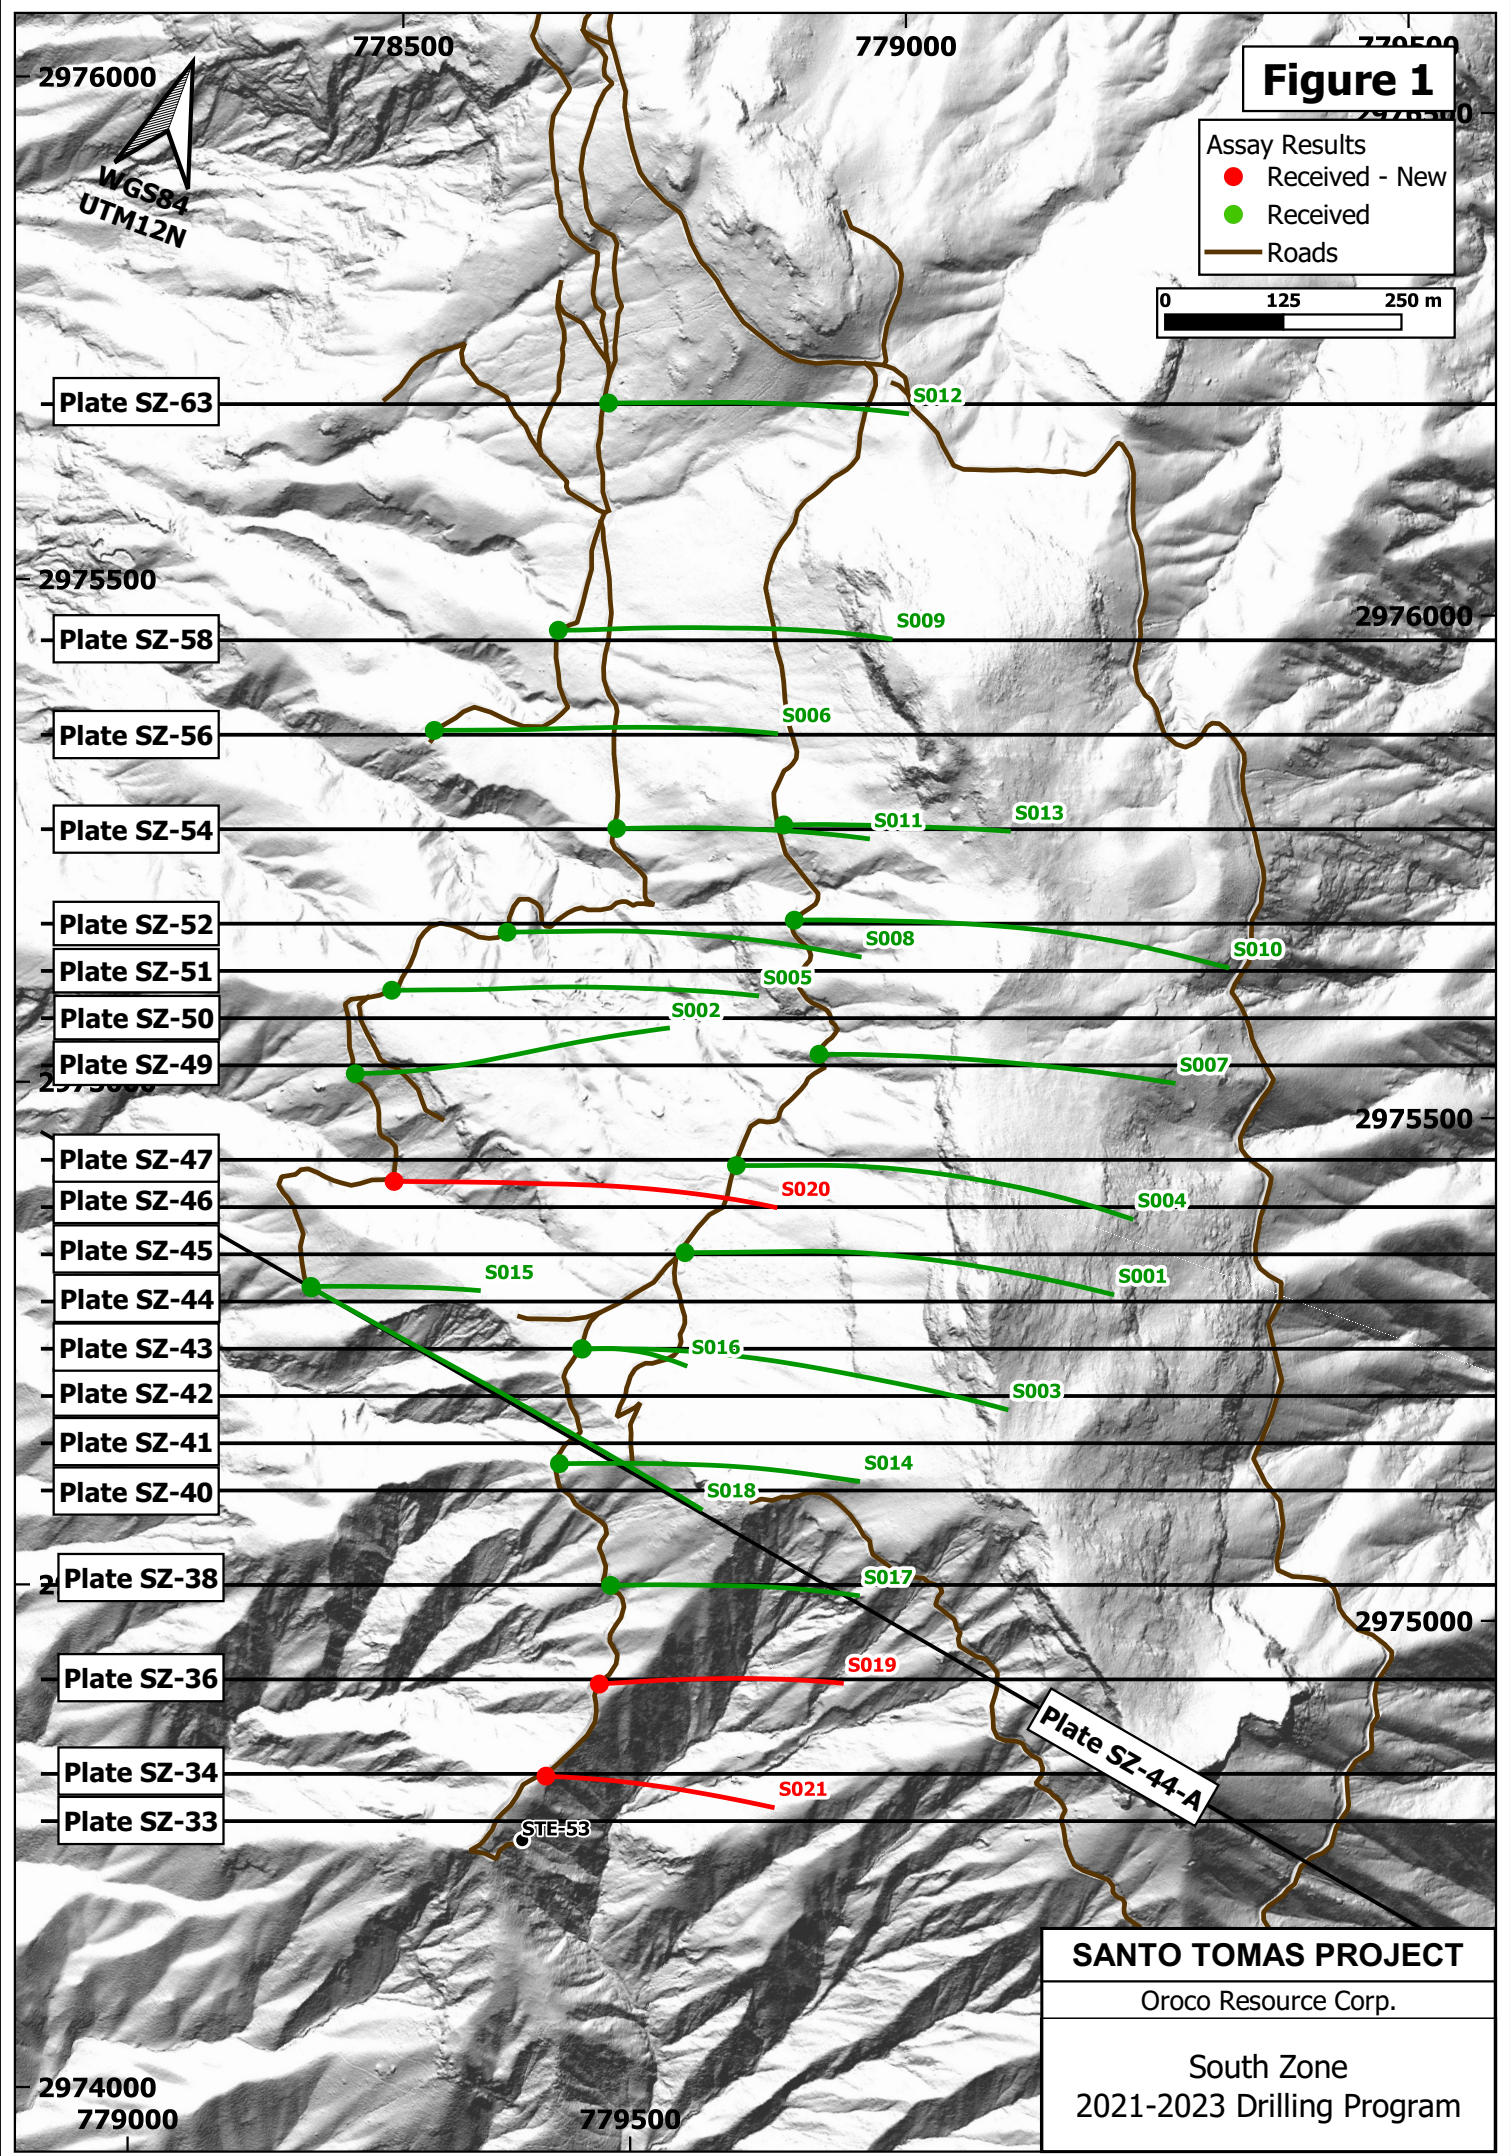 778500
779000
779500
2976000
Figure 1
2976500
Assay Results
Received - New
Received
Roads
WGS84
UTM12N
0 125 250 m
Plate SZ-63
S012
2975500
2976000
Plate SZ-58
S009
Plate SZ-56
S006
Plate SZ-54
S011
S013
Plate SZ-52
S008
S010
Plate SZ-51
S005
Plate SZ-50
S002
Plate SZ-49
S007
2975500
Plate SZ-47
S020
Plate SZ-46
S004
Plate SZ-45
S015
S001
Plate SZ-44
Plate SZ-43
S016
Plate SZ-42
S003
Plate SZ-41
S014
Plate SZ-40
S018
Plate SZ-38
S017
2975000
Plate SZ-36
S019
Plate SZ-44-A
Plate SZ-34
S021
Plate SZ-33
STE-53
SANTO TOMAS PROJECT
Oroco Resource Corp.
South Zone
2021-2023 Drilling Program
2974000
779000
779500